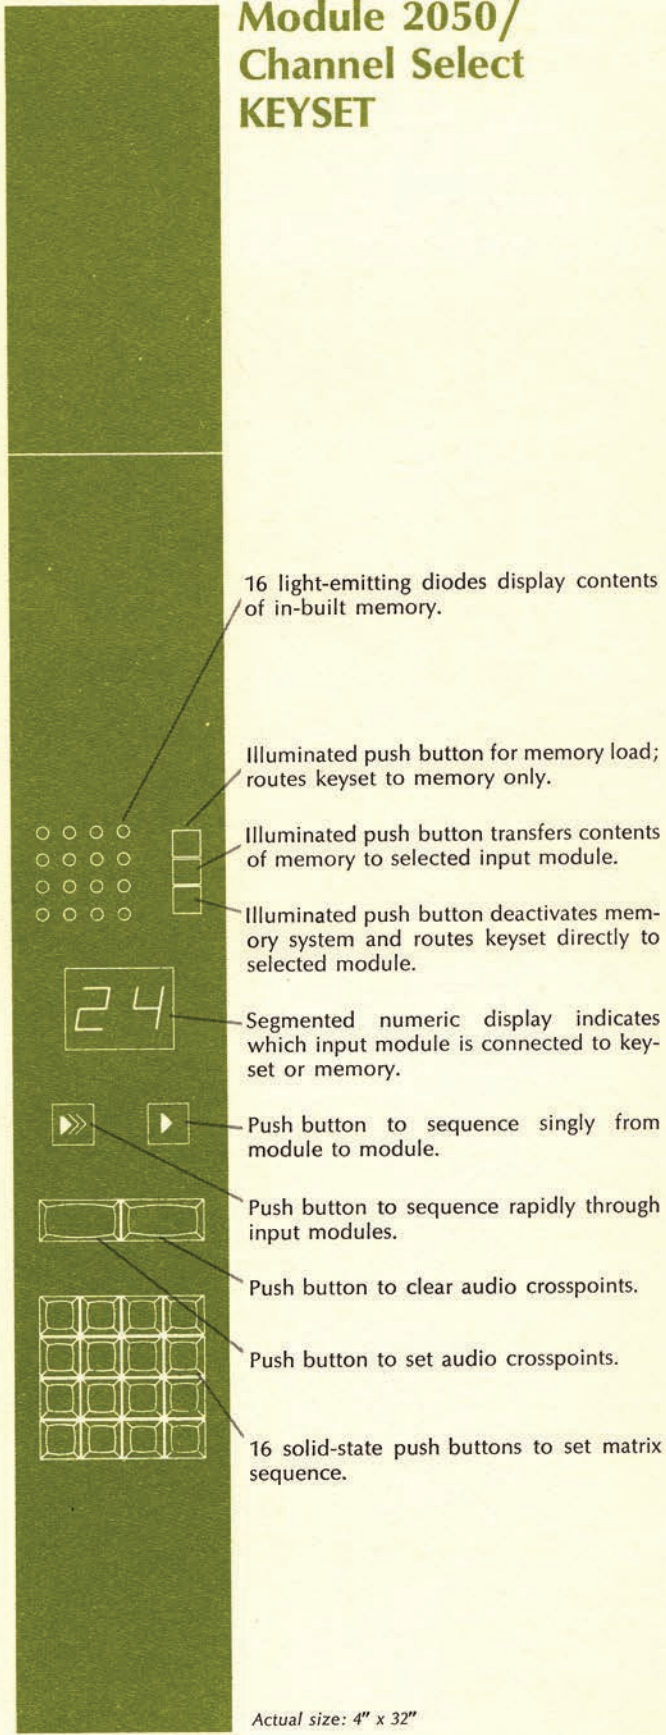 Module 2050/
Channel Select
KEYSET
16 light-emitting diodes display contents
of in-built memory.
Illuminated push button for memory load;
routes keyset to memory only.
Illuminated push button transfers contents
of memory to selected input module.
Illuminated push button deactivates mem-
ory system and routes keyset directly to
selected module.
24
Segmented numeric display indicates
which input module is connected to key-
set or memory.
Push button to sequence singly from
module to module.
Push button to sequence rapidly through
input modules.
Push button to clear audio crosspoints.
Push button to set audio crosspoints.
16 solid-state push buttons to set matrix
sequence.
Actual size: 4" x 32"